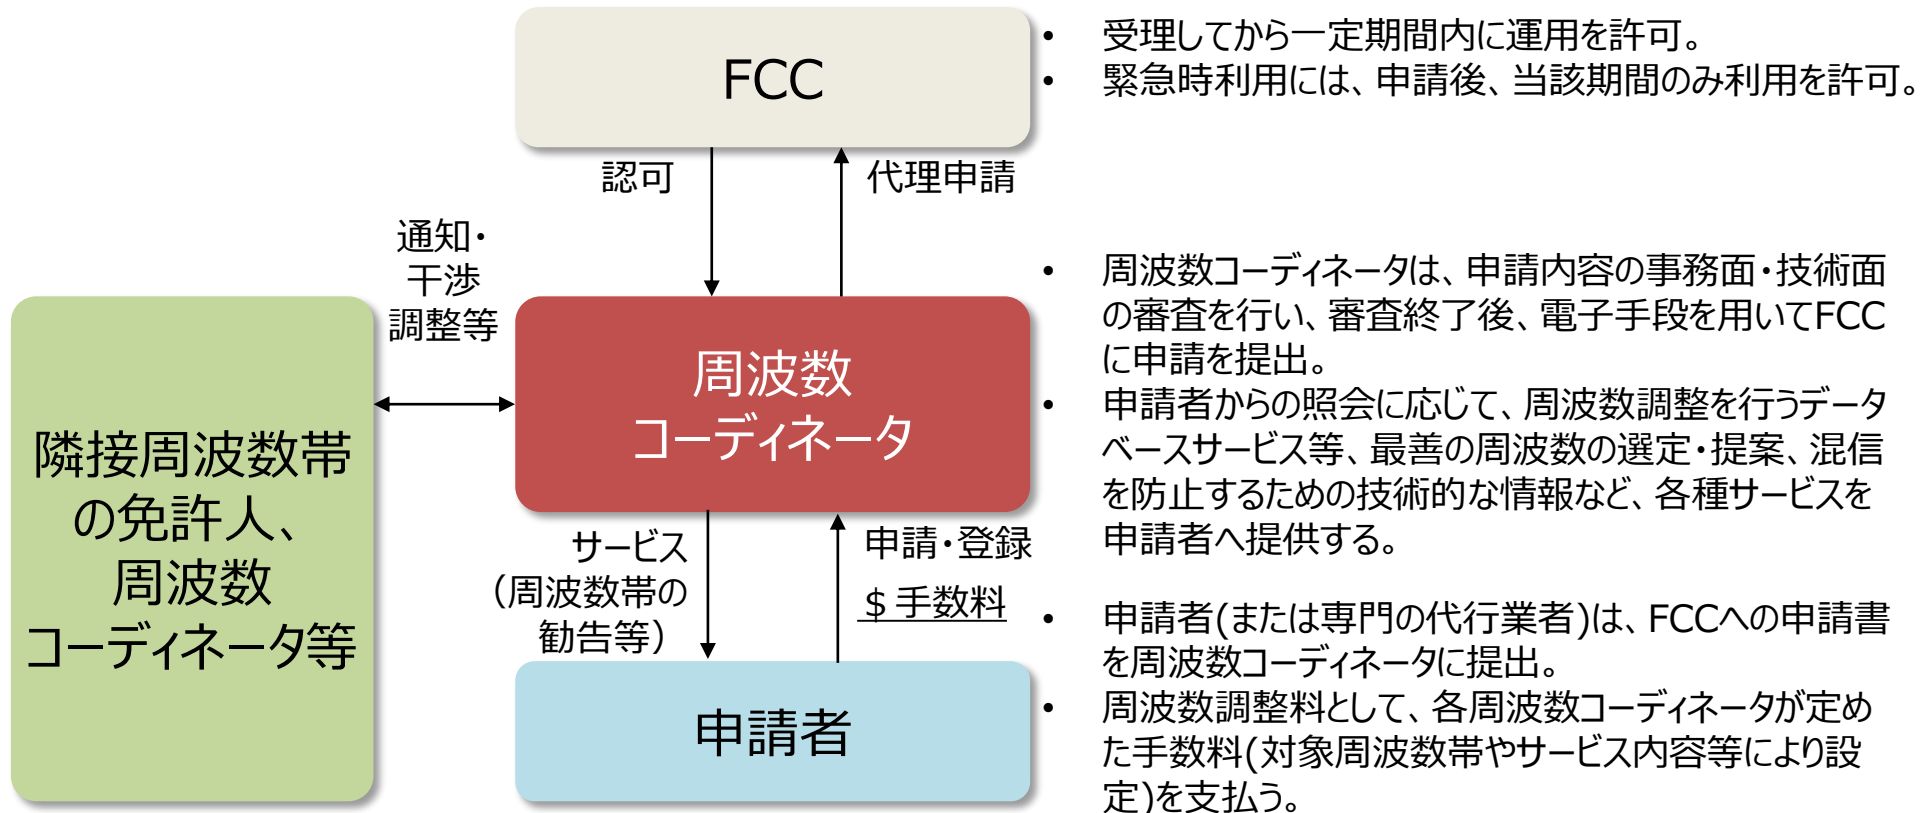 FCC
• 受理してから一定期間内に運用を許可。
• 緊急時利用には、申請後、当該期間のみ利用を許可。
認可
代理申請
通知・
干渉
調整等
隣接周波数帯
の免許人、
周波数
コーディネータ等
周波数
コーディネータ
• 周波数コーディネータは、申請内容の事務面・技術面
の審査を行い、審査終了後、電子手段を用いてFCC
に申請を提出。
• 申請者からの照会に応じて、周波数調整を行うデータ
ベースサービス等、最善の周波数の選定・提案、混信
を防止するための技術的な情報など、各種サービスを
申請者へ提供する。
サービス
（周波数帯の
勧告等）
申請・登録
＄手数料
申請者
• 申請者(または専門の代行業者)は、FCCへの申請書
を周波数コーディネータに提出。
• 周波数調整料として、各周波数コーディネータが定め
た手数料(対象周波数帯やサービス内容等により設
定)を支払う。